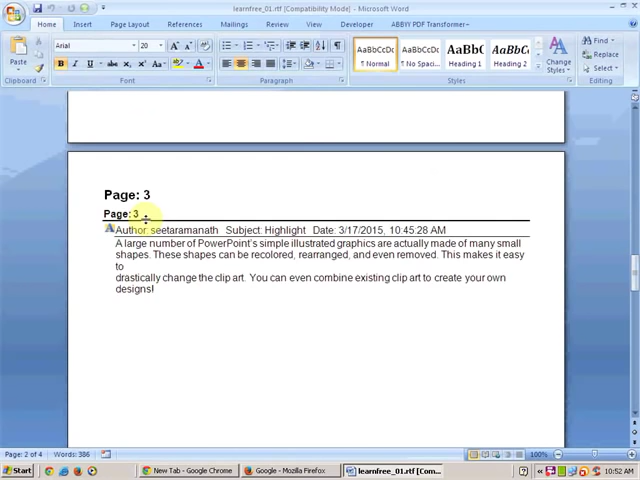 learnfree_01.rtf [Compatibility Mode] - Microsoft Word
Home Insert Page Layout References Mailings Review View Developer ABBYY PDF Transformer+
Paste
Clipboard
Arial 20
B I U abe x₂ x² Aa
Font
Paragraph
AaBbCcDc AaBbCcDc AaBbC AaBbCc
¶ Normal ¶ No Spaci... Heading 1 Heading 2
Change Styles
Styles
Find
Replace
Select
Editing
Page: 3
Page: 3
Author: seetaramanath Subject: Highlight Date: 3/17/2015, 10:45:28 AM
A large number of PowerPoint's simple illustrated graphics are actually made of many small
shapes. These shapes can be recolored, rearranged, and even removed. This makes it easy
to
drastically change the clip art. You can even combine existing clip art to create your own
designs!
Page: 2 of 4 Words: 386 100%
Start New Tab - Google Chrome Google - Mozilla Firefox learnfree_01.rtf [Com... 10:52 AM